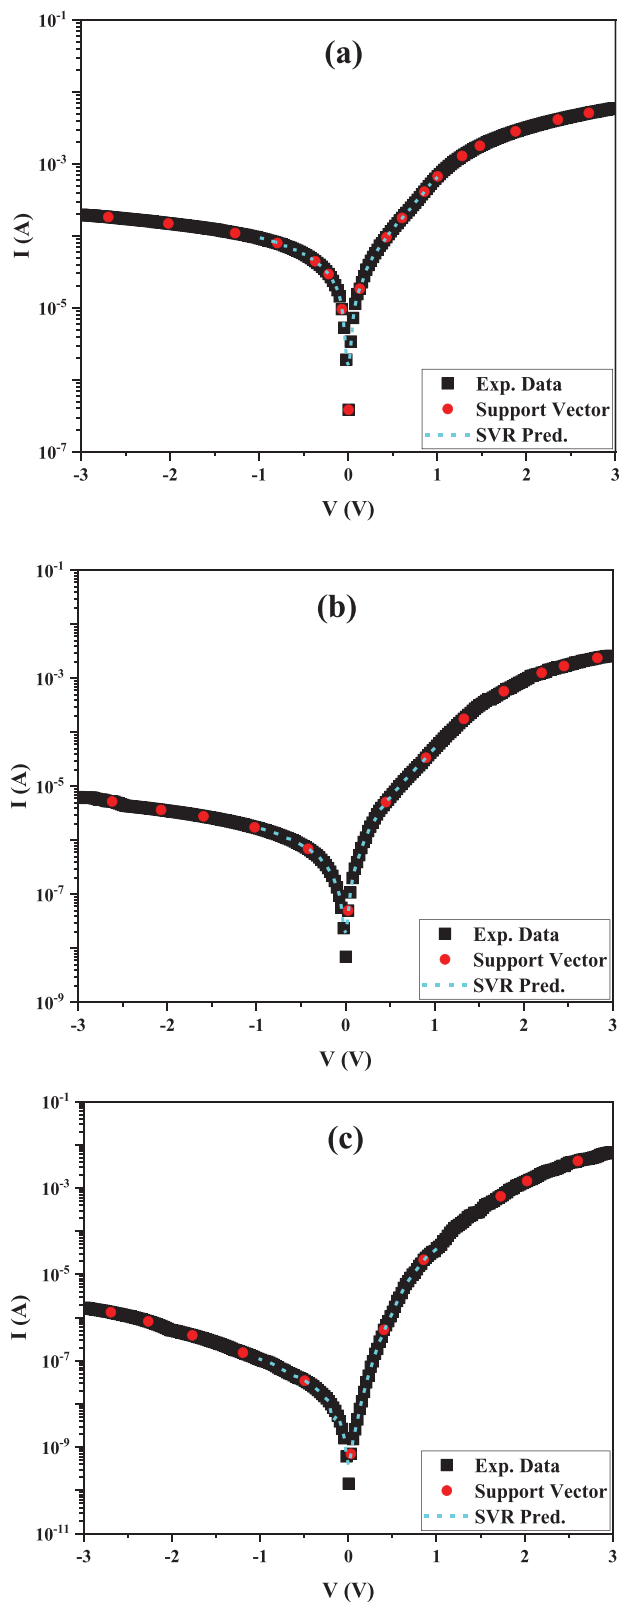 (a)
10^-1
10^-3
10^-5
10^-7
I (A)
-3 -2 -1 0 1 2 3
V (V)
Exp. Data
Support Vector
SVR Pred.
(b)
10^-1
10^-3
10^-5
10^-7
10^-9
I (A)
-3 -2 -1 0 1 2 3
V (V)
Exp. Data
Support Vector
SVR Pred.
(c)
10^-1
10^-3
10^-5
10^-7
10^-9
10^-11
I (A)
-3 -2 -1 0 1 2 3
V (V)
Exp. Data
Support Vector
SVR Pred.